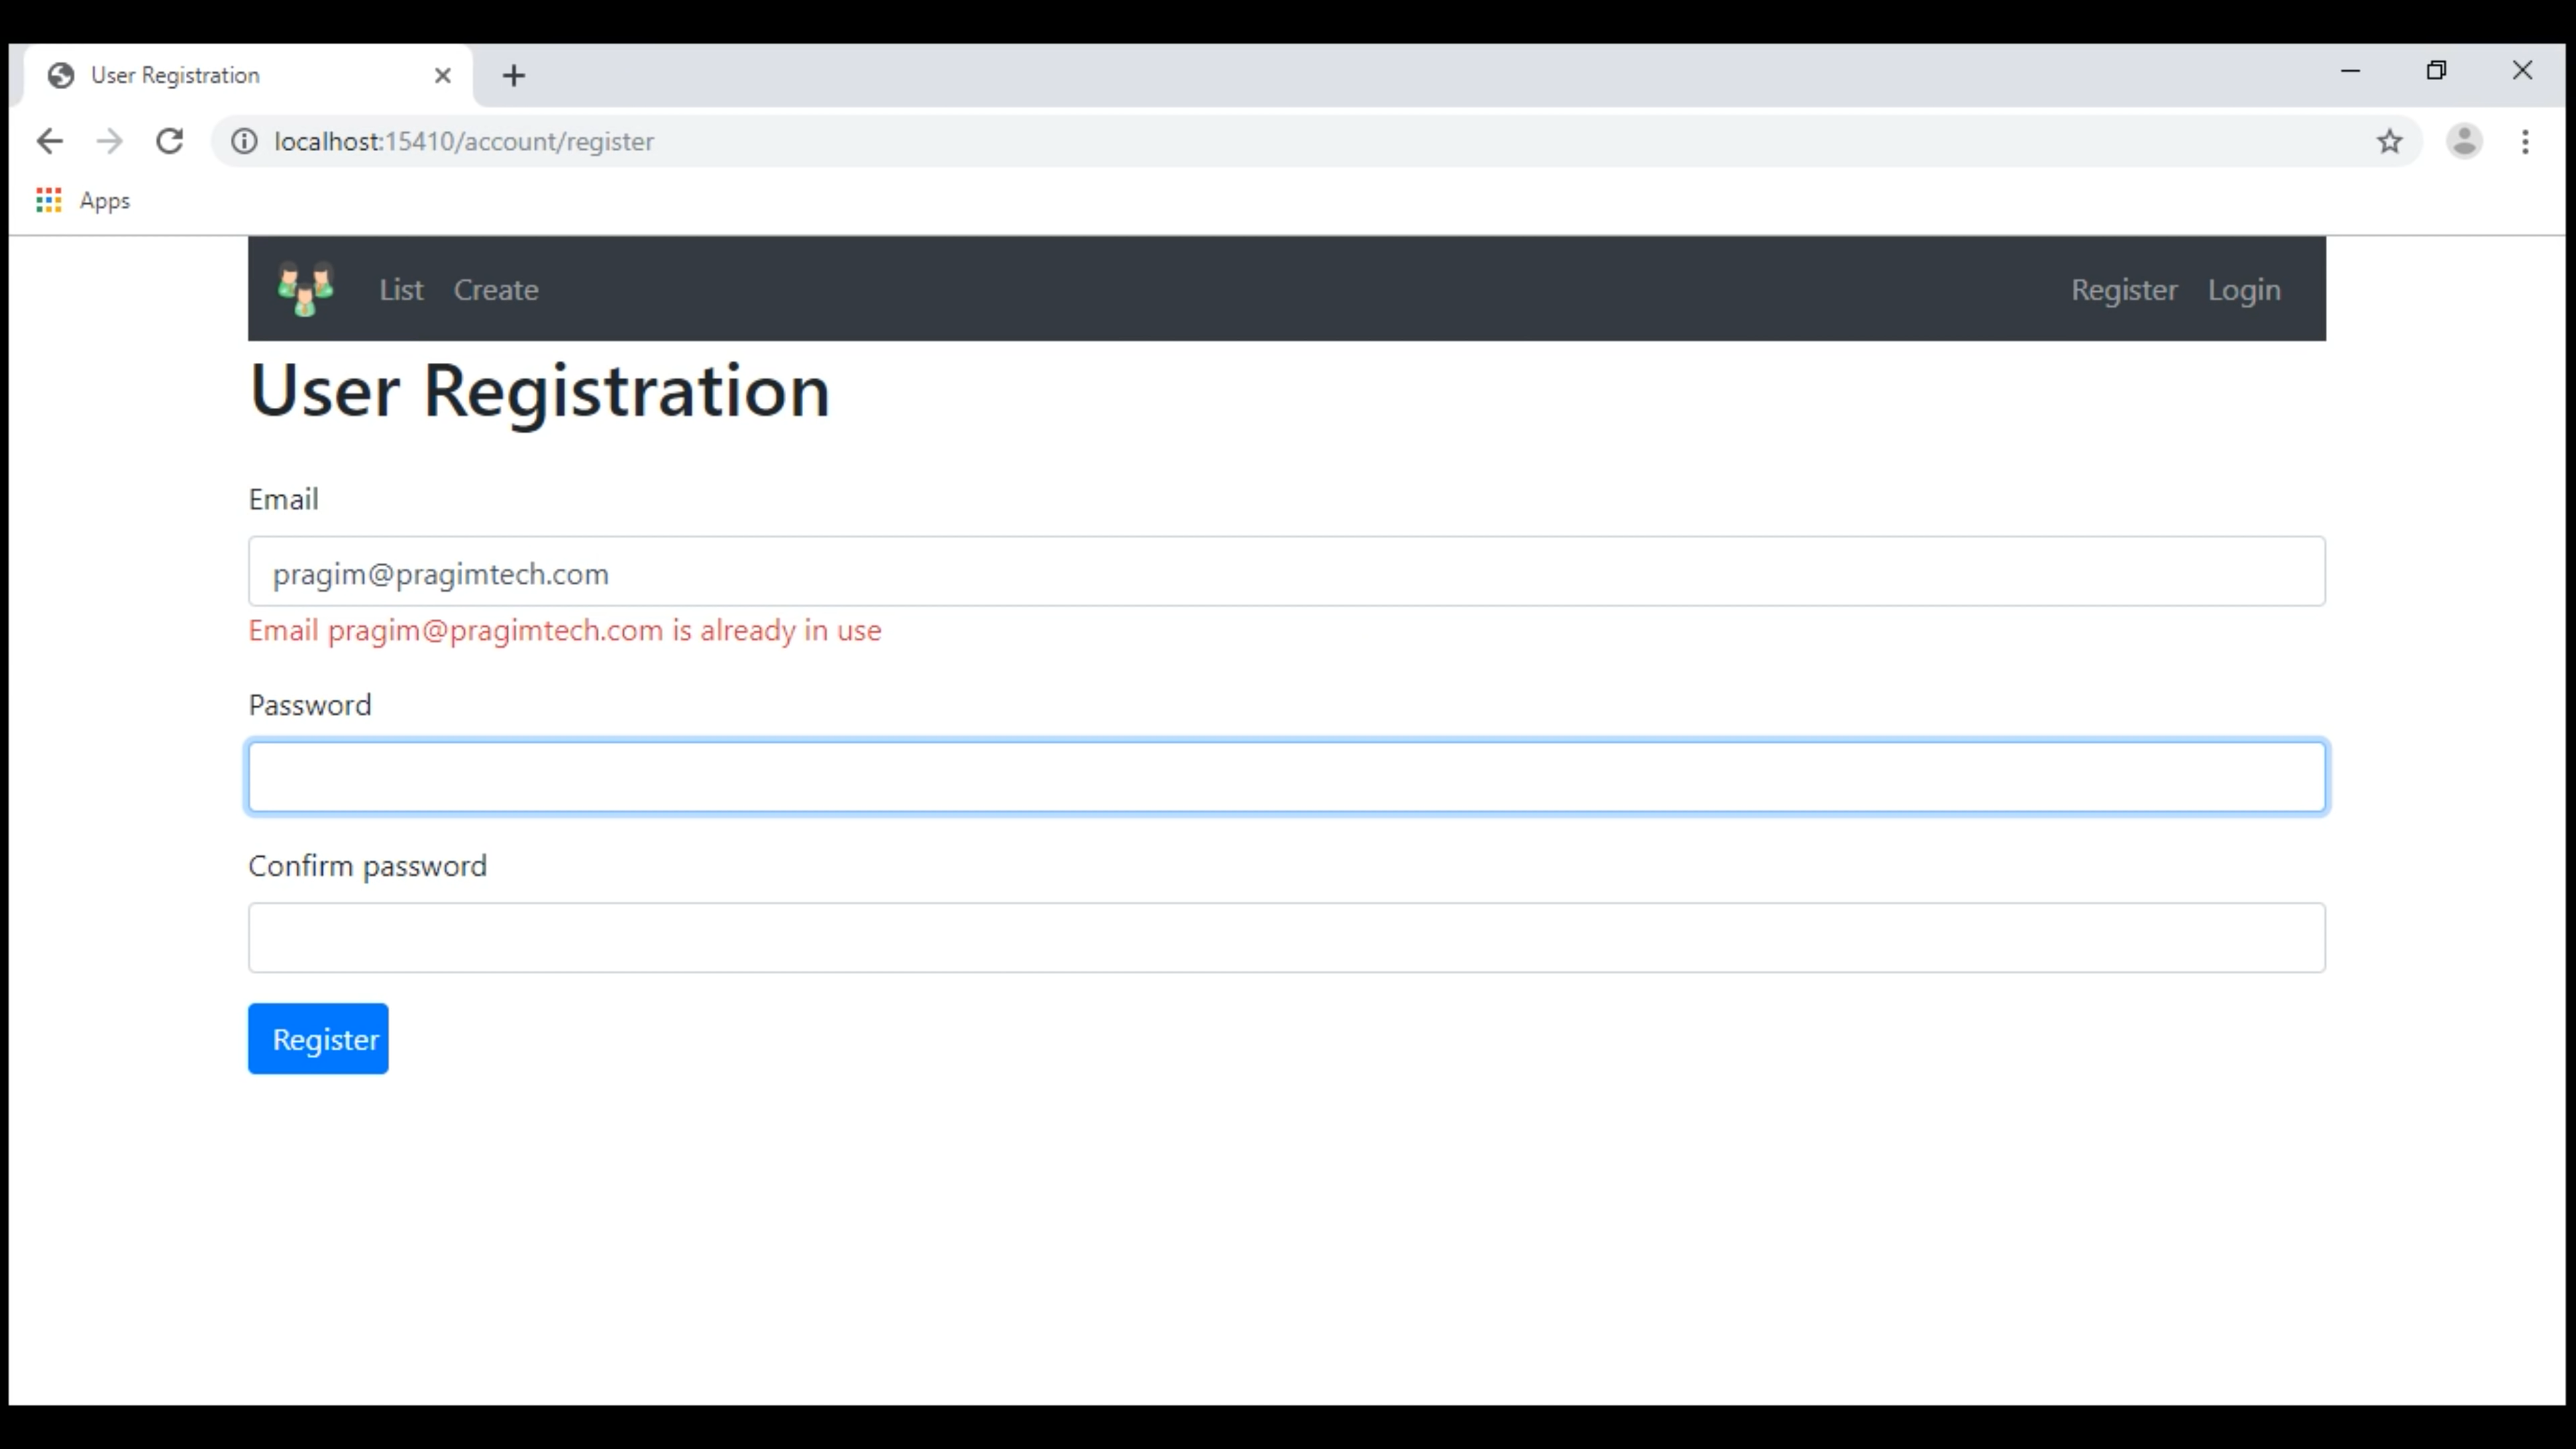 User Registration
localhost:15410/account/register
Apps
List Create Register Login
User Registration
Email
pragim@pragimtech.com
Email pragim@pragimtech.com is already in use
Password
Confirm password
Register